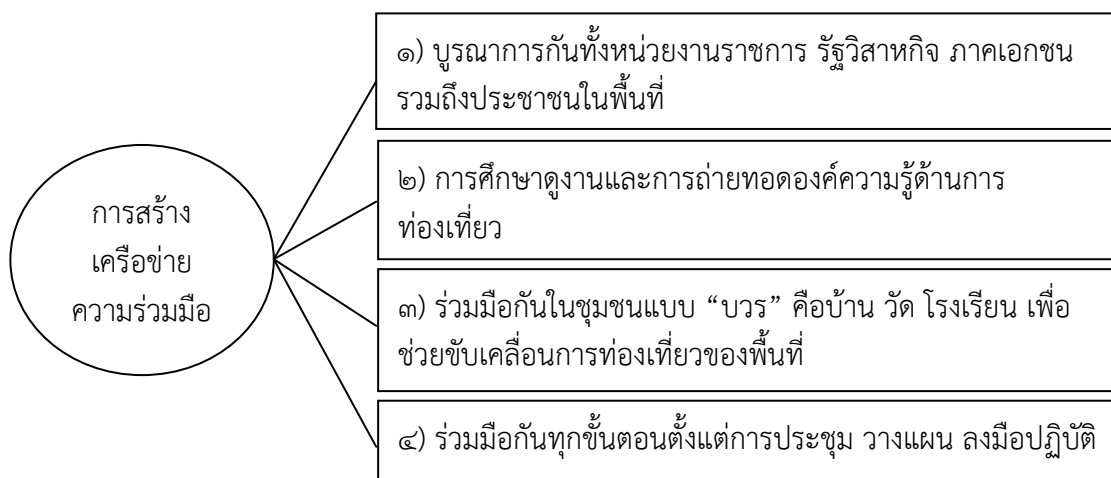 การสร้าง
เครือข่าย
ความร่วมมือ
๑) บูรณาการกันทั้งหน่วยงานราชการ รัฐวิสาหกิจ ภาคเอกชน
รวมถึงประชาชนในพื้นที่
๒) การศึกษาดูงานและการถ่ายทอดองค์ความรู้ด้านการ
ท่องเที่ยว
๓) ร่วมมือกันในชุมชนแบบ “บวร” คือบ้าน วัด โรงเรียน เพื่อ
ช่วยขับเคลื่อนการท่องเที่ยวของพื้นที่
๔) ร่วมมือกันทุกขั้นตอนตั้งแต่การประชุม วางแผน ลงมือปฏิบัติ